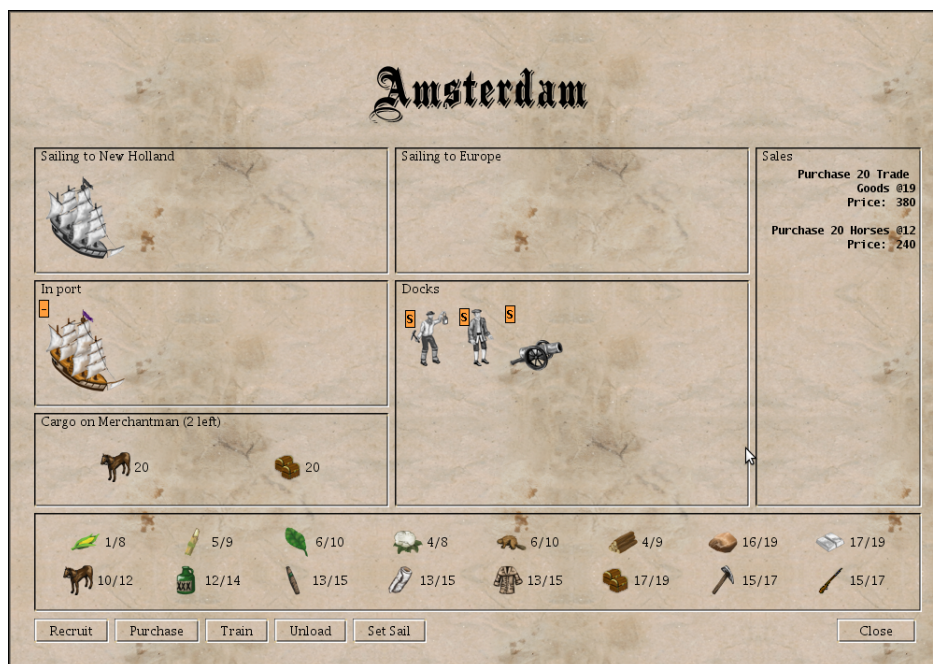 Amsterdam
Sailing to New Holland
Sailing to Europe
Sales
Purchase 20 Trade
Goods @19
Price: 380
Purchase 20 Horses @12
Price: 240
In port
-
Docks
S S S
Cargo on Merchantman (2 left)
20 20
1/8 5/9 6/10 4/8 6/10 4/9 16/19 17/19
10/12 12/14 13/15 13/15 13/15 17/19 15/17 15/17
Recruit Purchase Train Unload Set Sail Close